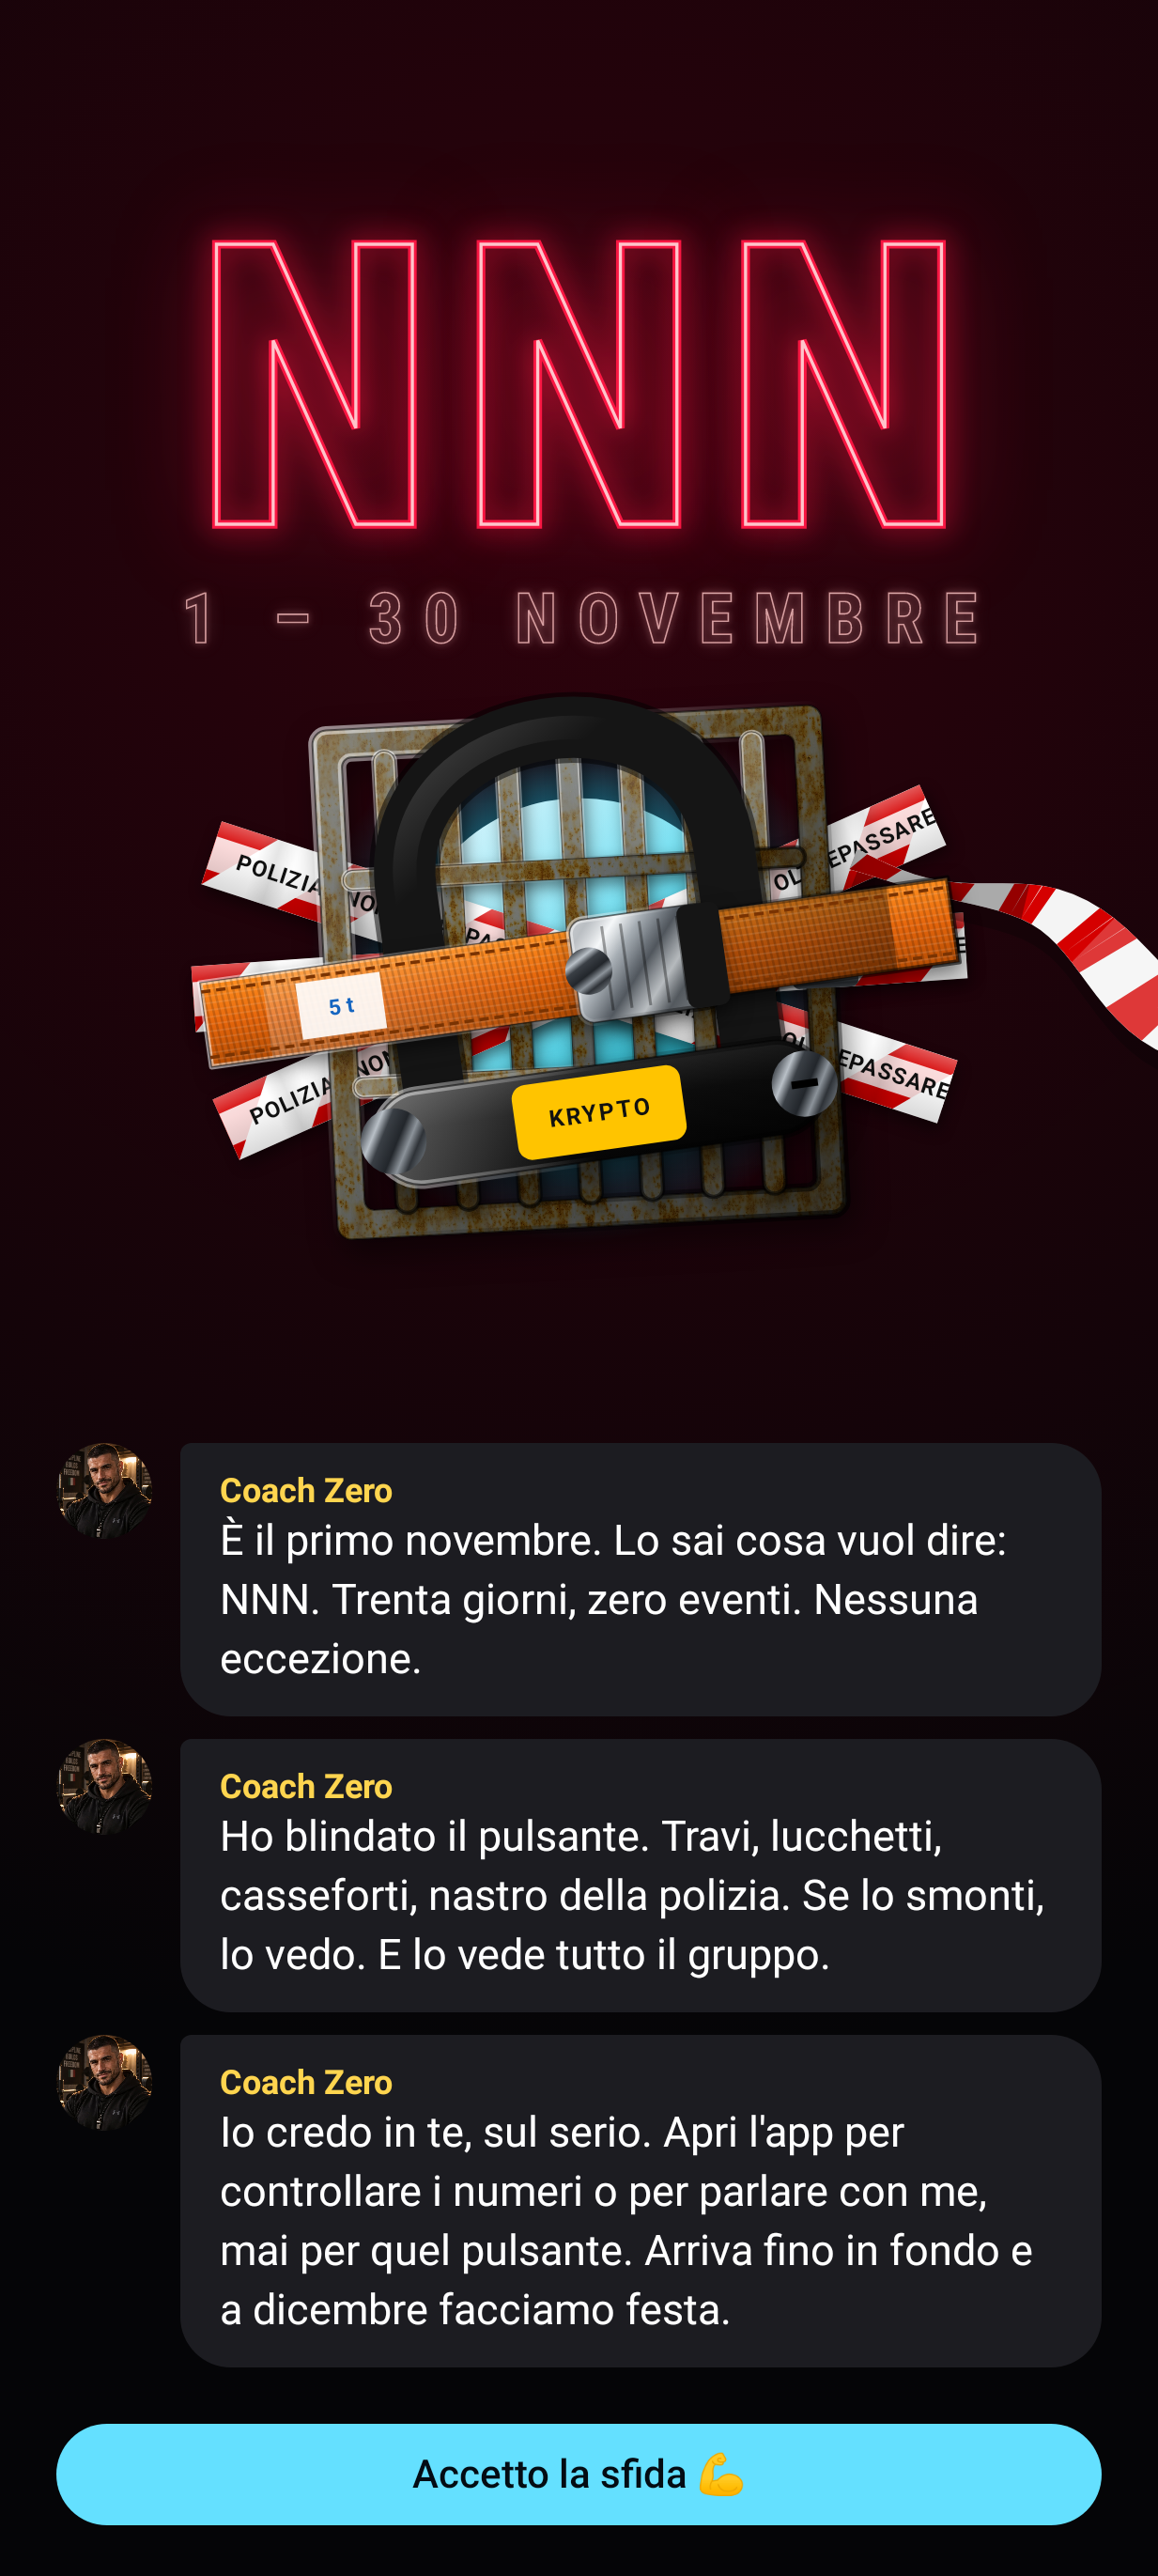 NNN
1 – 30 NOVEMBRE
POLIZIA
EPASSARE
5 t
POLIZIA
EPASSARE
KRYPTO
Coach Zero
È il primo novembre. Lo sai cosa vuol dire:
NNN. Trenta giorni, zero eventi. Nessuna
eccezione.
Coach Zero
Ho blindato il pulsante. Travi, lucchetti,
casseforti, nastro della polizia. Se lo smonti,
lo vedo. E lo vede tutto il gruppo.
Coach Zero
Io credo in te, sul serio. Apri l'app per
controllare i numeri o per parlare con me,
mai per quel pulsante. Arriva fino in fondo e
a dicembre facciamo festa.
Accetto la sfida 💪